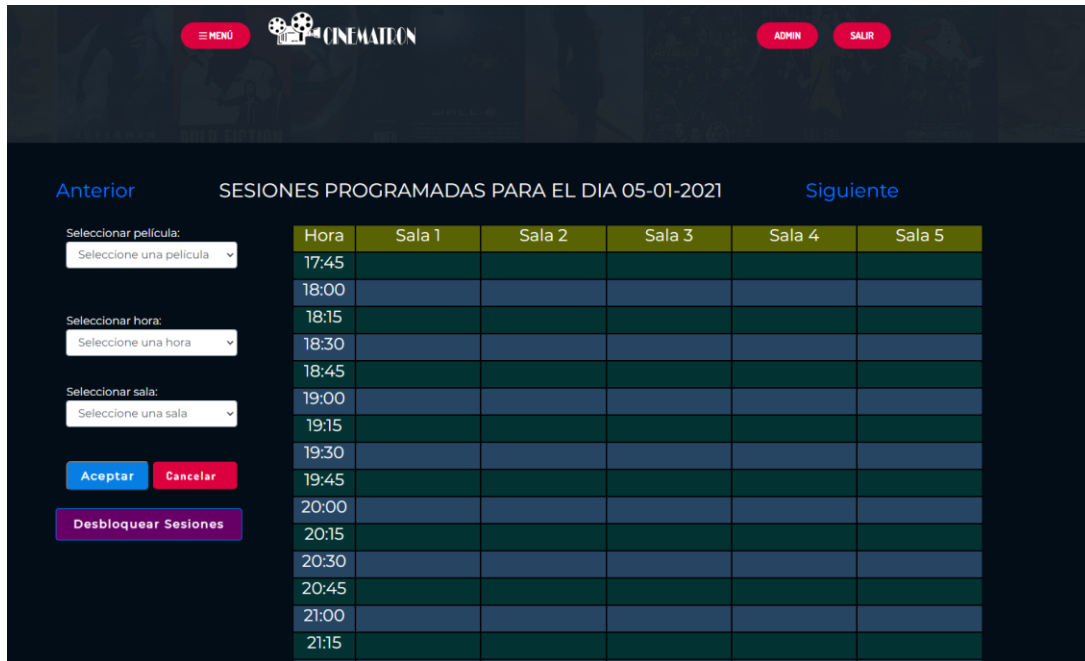 ☰ MENÚ
CINEMATRON
ADMIN
SALIR
Anterior
SESIONES PROGRAMADAS PARA EL DIA 05-01-2021
Siguiente
Seleccionar película:
Seleccione una película
Seleccionar hora:
Seleccione una hora
Seleccionar sala:
Seleccione una sala
Aceptar
Cancelar
Desbloquear Sesiones
Hora Sala 1 Sala 2 Sala 3 Sala 4 Sala 5
17:45
18:00
18:15
18:30
18:45
19:00
19:15
19:30
19:45
20:00
20:15
20:30
20:45
21:00
21:15